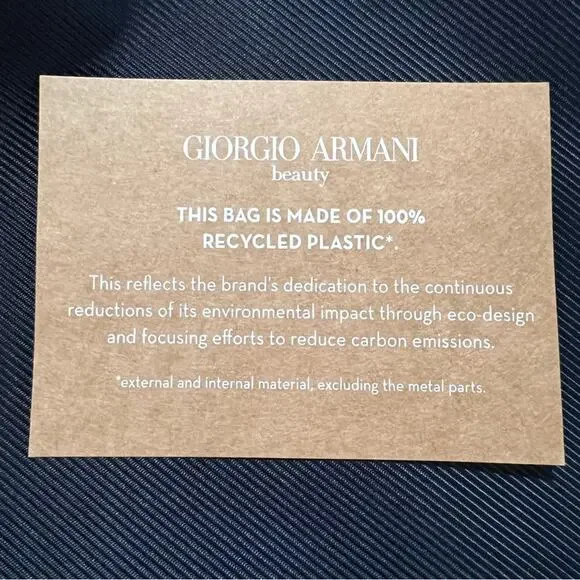 GIORGIO ARMANI
beauty
THIS BAG IS MADE OF 100%
RECYCLED PLASTIC*.
This reflects the brand's dedication to the continuous
reductions of its environmental impact through eco-design
and focusing efforts to reduce carbon emissions.
*external and internal material, excluding the metal parts.